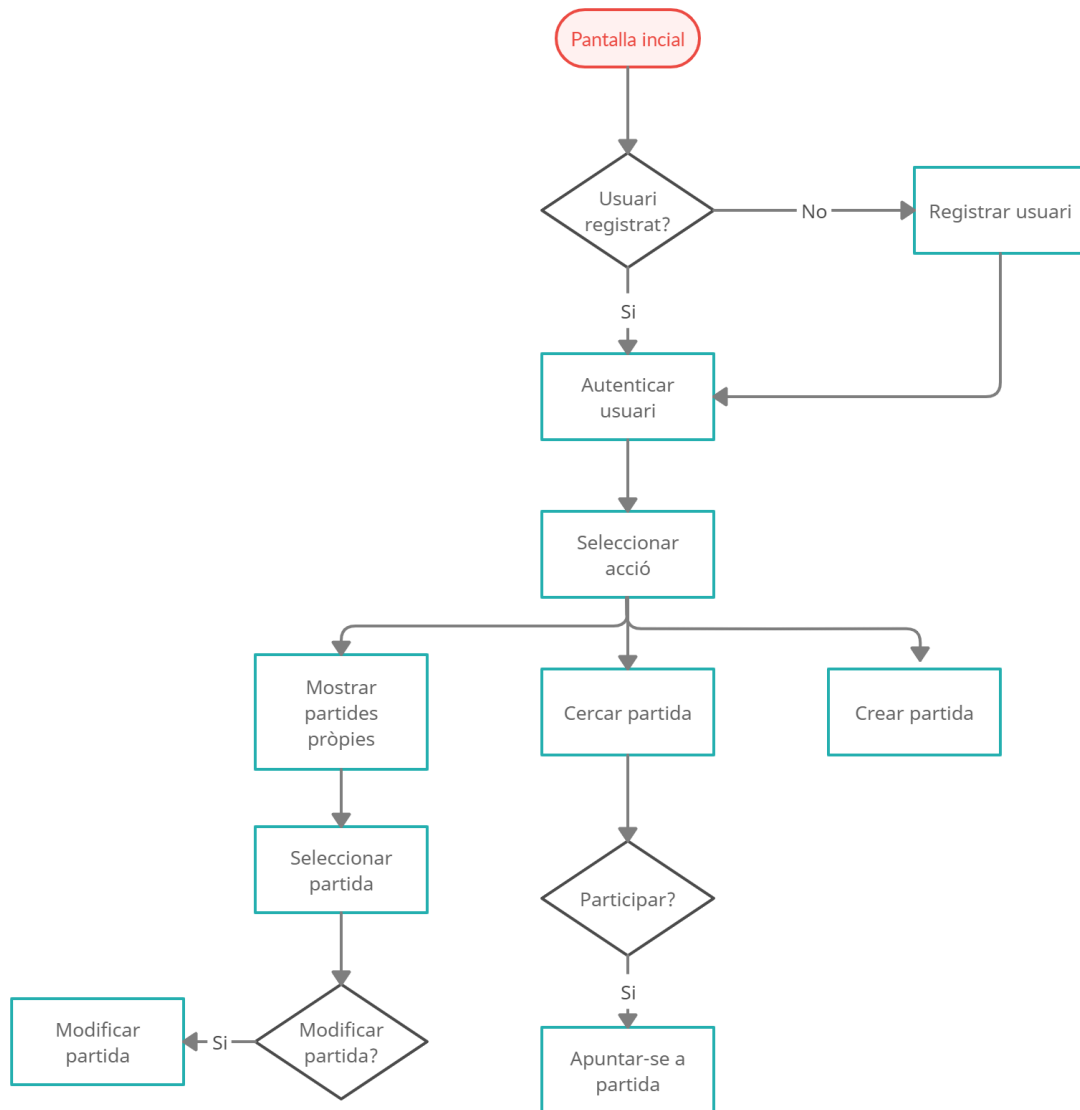 Pantalla incial
Usuari
registrat?
No
Registrar usuari
Si
Autenticar
usuari
Seleccionar
acció
Mostrar
partides
pròpies
Cercar partida
Crear partida
Seleccionar
partida
Participar?
Si
Modificar
partida
Si
Modificar
partida?
Apuntar-se a
partida